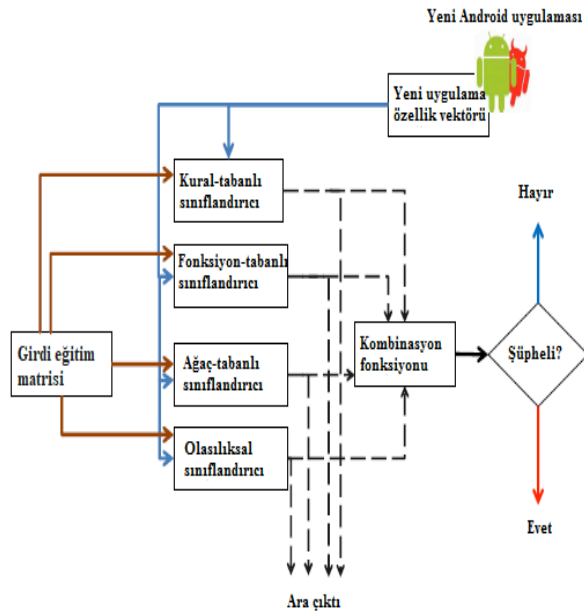 Yeni Android uygulaması
Yeni uygulama
özellik vektörü
Kural-tabanlı
sınıflandırıcı
Hayır
Fonksiyon-tabanlı
sınıflandırıcı
Girdi eğitim
matrisi
Ağaç-tabanlı
sınıflandırıcı
Kombinasyon
fonksiyonu
Şüpheli?
Olasılıksal
sınıflandırıcı
Evet
Ara çıktı